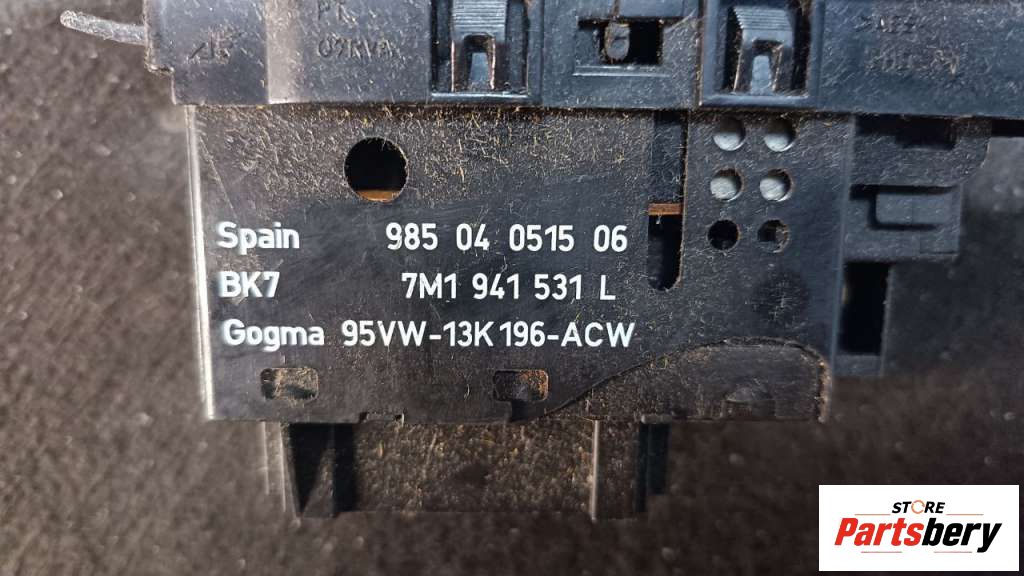 Spain 985 04 0515 06
BK7 7M1 941 531 L
Gogma 95VW-13K196-ACW
STORE
Partsbery